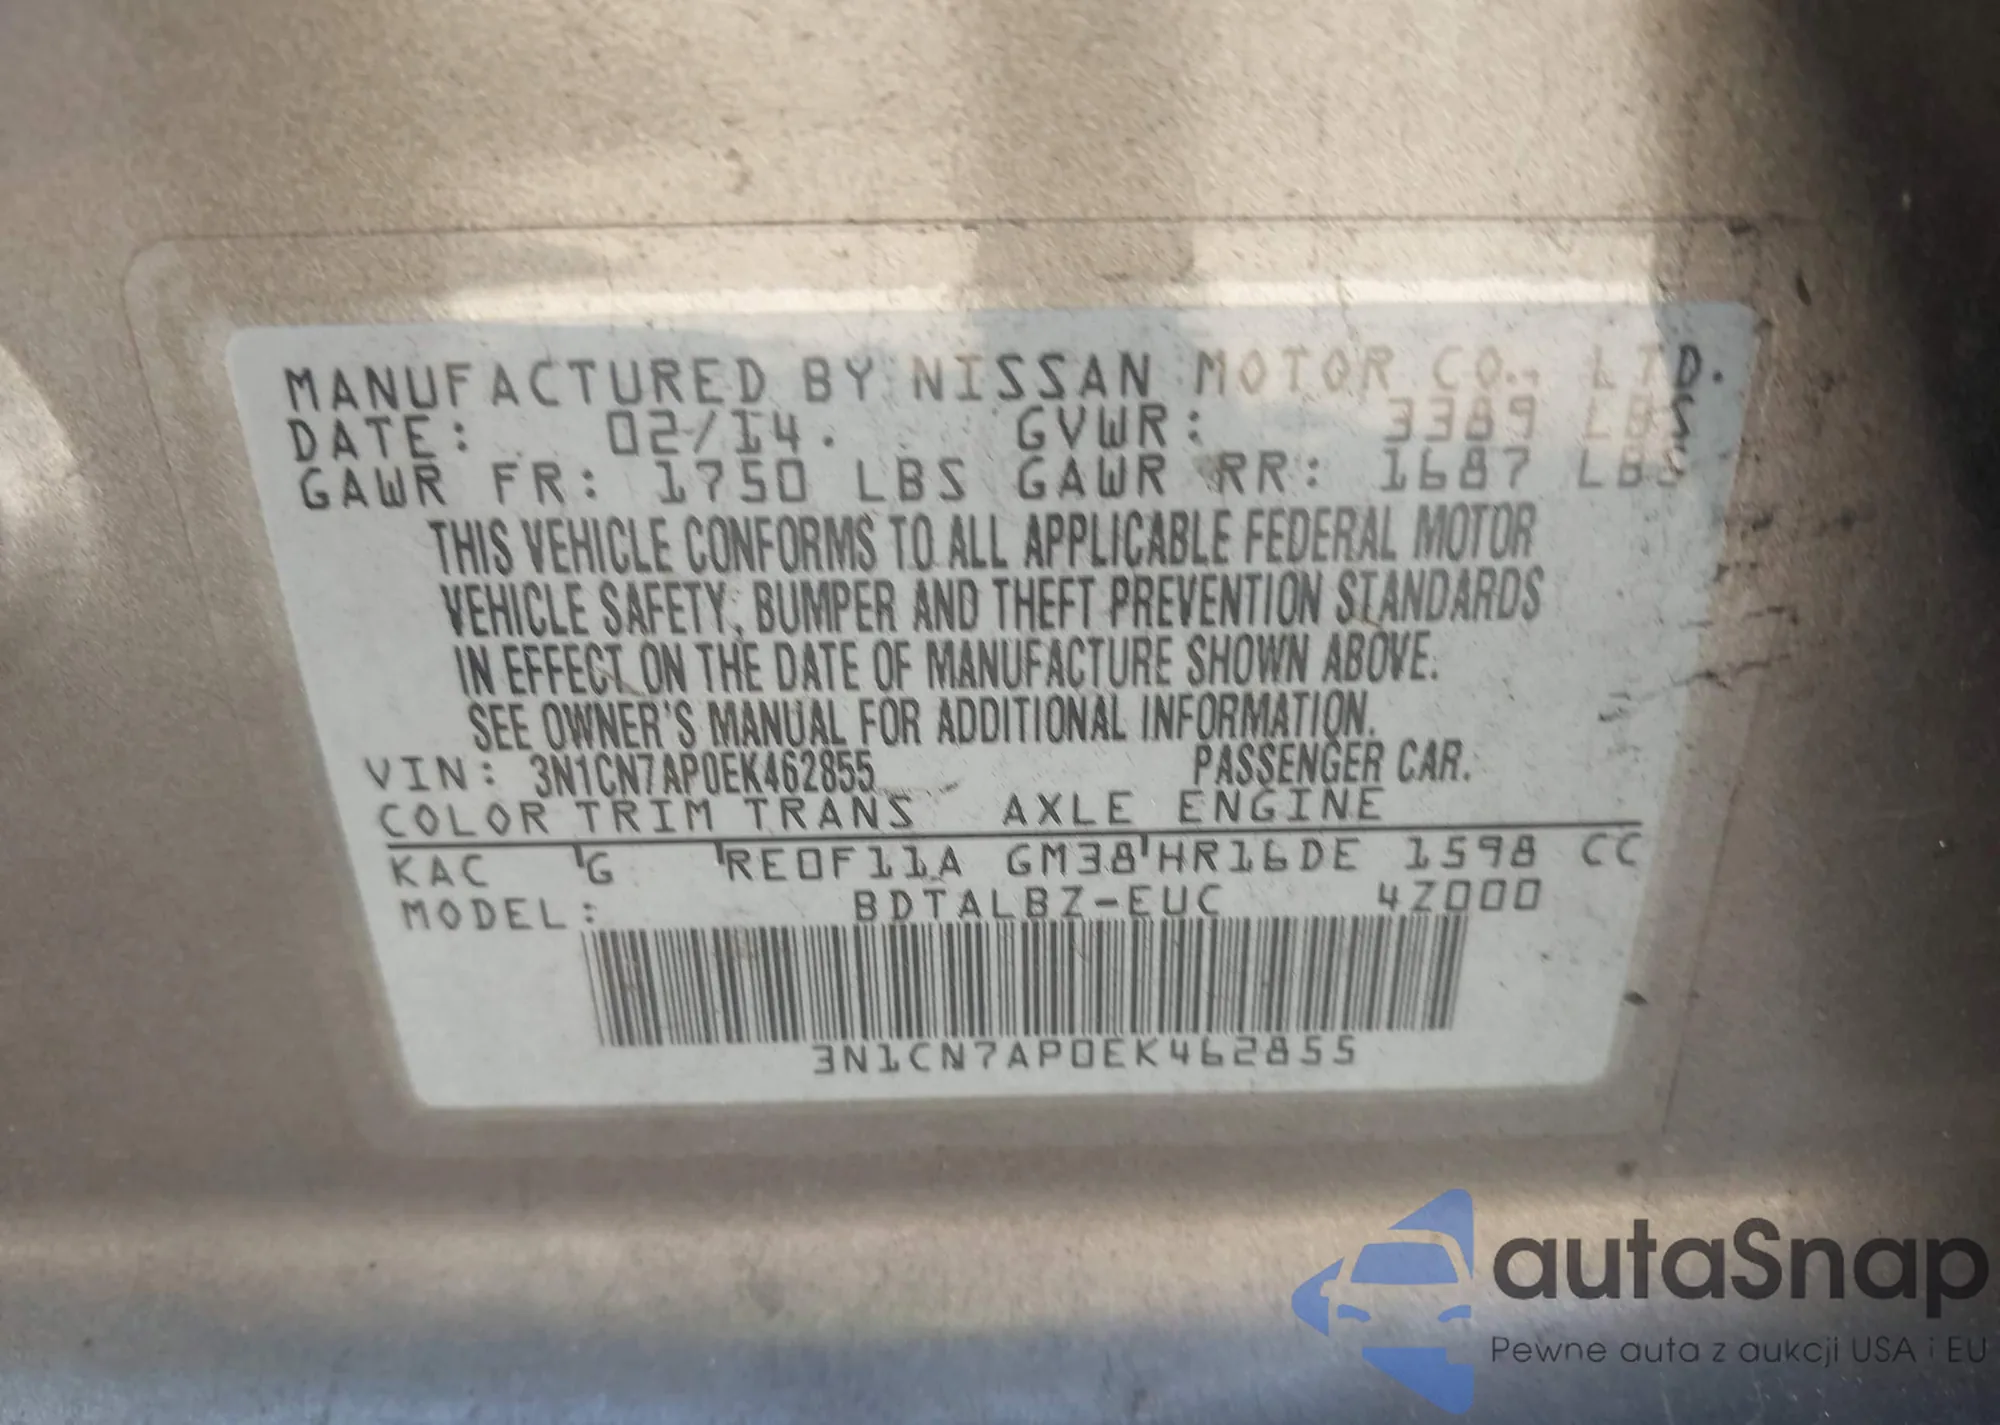 MANUFACTURED BY NISSAN MOTOR CO., LTD.
DATE: 02/14. GVWR: 3389 LBS
GAWR FR: 1750 LBS GAWR RR: 1687 LBS
THIS VEHICLE CONFORMS TO ALL APPLICABLE FEDERAL MOTOR
VEHICLE SAFETY, BUMPER AND THEFT PREVENTION STANDARDS
IN EFFECT ON THE DATE OF MANUFACTURE SHOWN ABOVE.
SEE OWNER'S MANUAL FOR ADDITIONAL INFORMATION.
VIN: 3N1CN7AP0EK462855 PASSENGER CAR.
COLOR TRIM TRANS AXLE ENGINE
KAC G RE0F11A GM38 HR16DE 1598 CC
MODEL: BDTALBZ-EUC 4Z000
3N1CN7AP0EK462855
autaSnap
Pewne auta z aukcji USA i EU